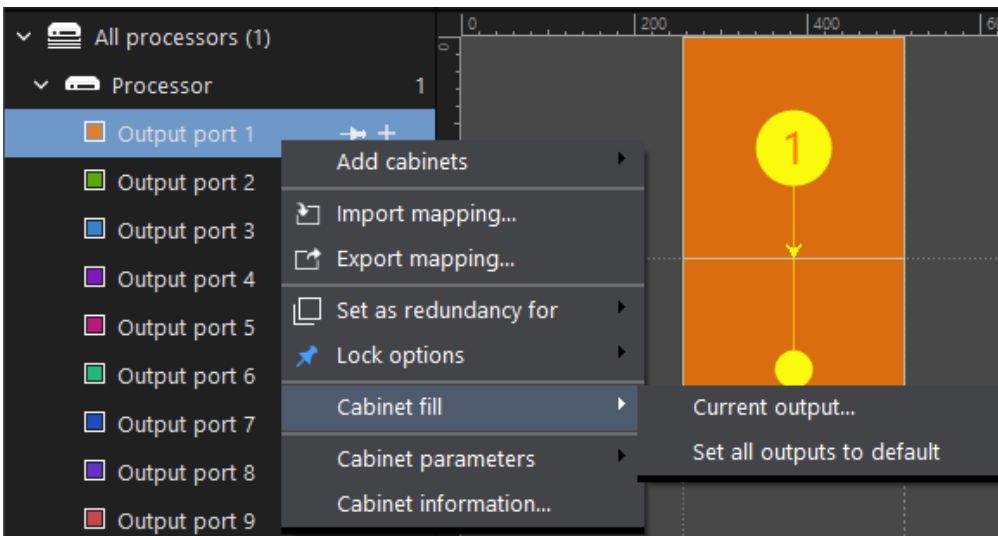 All processors (1)
Processor 1
Output port 1
Output port 2
Output port 3
Output port 4
Output port 5
Output port 6
Output port 7
Output port 8
Output port 9
Add cabinets
Import mapping...
Export mapping...
Set as redundancy for
Lock options
Cabinet fill
Cabinet parameters
Cabinet information...
Current output...
Set all outputs to default
0 200 400
0
1